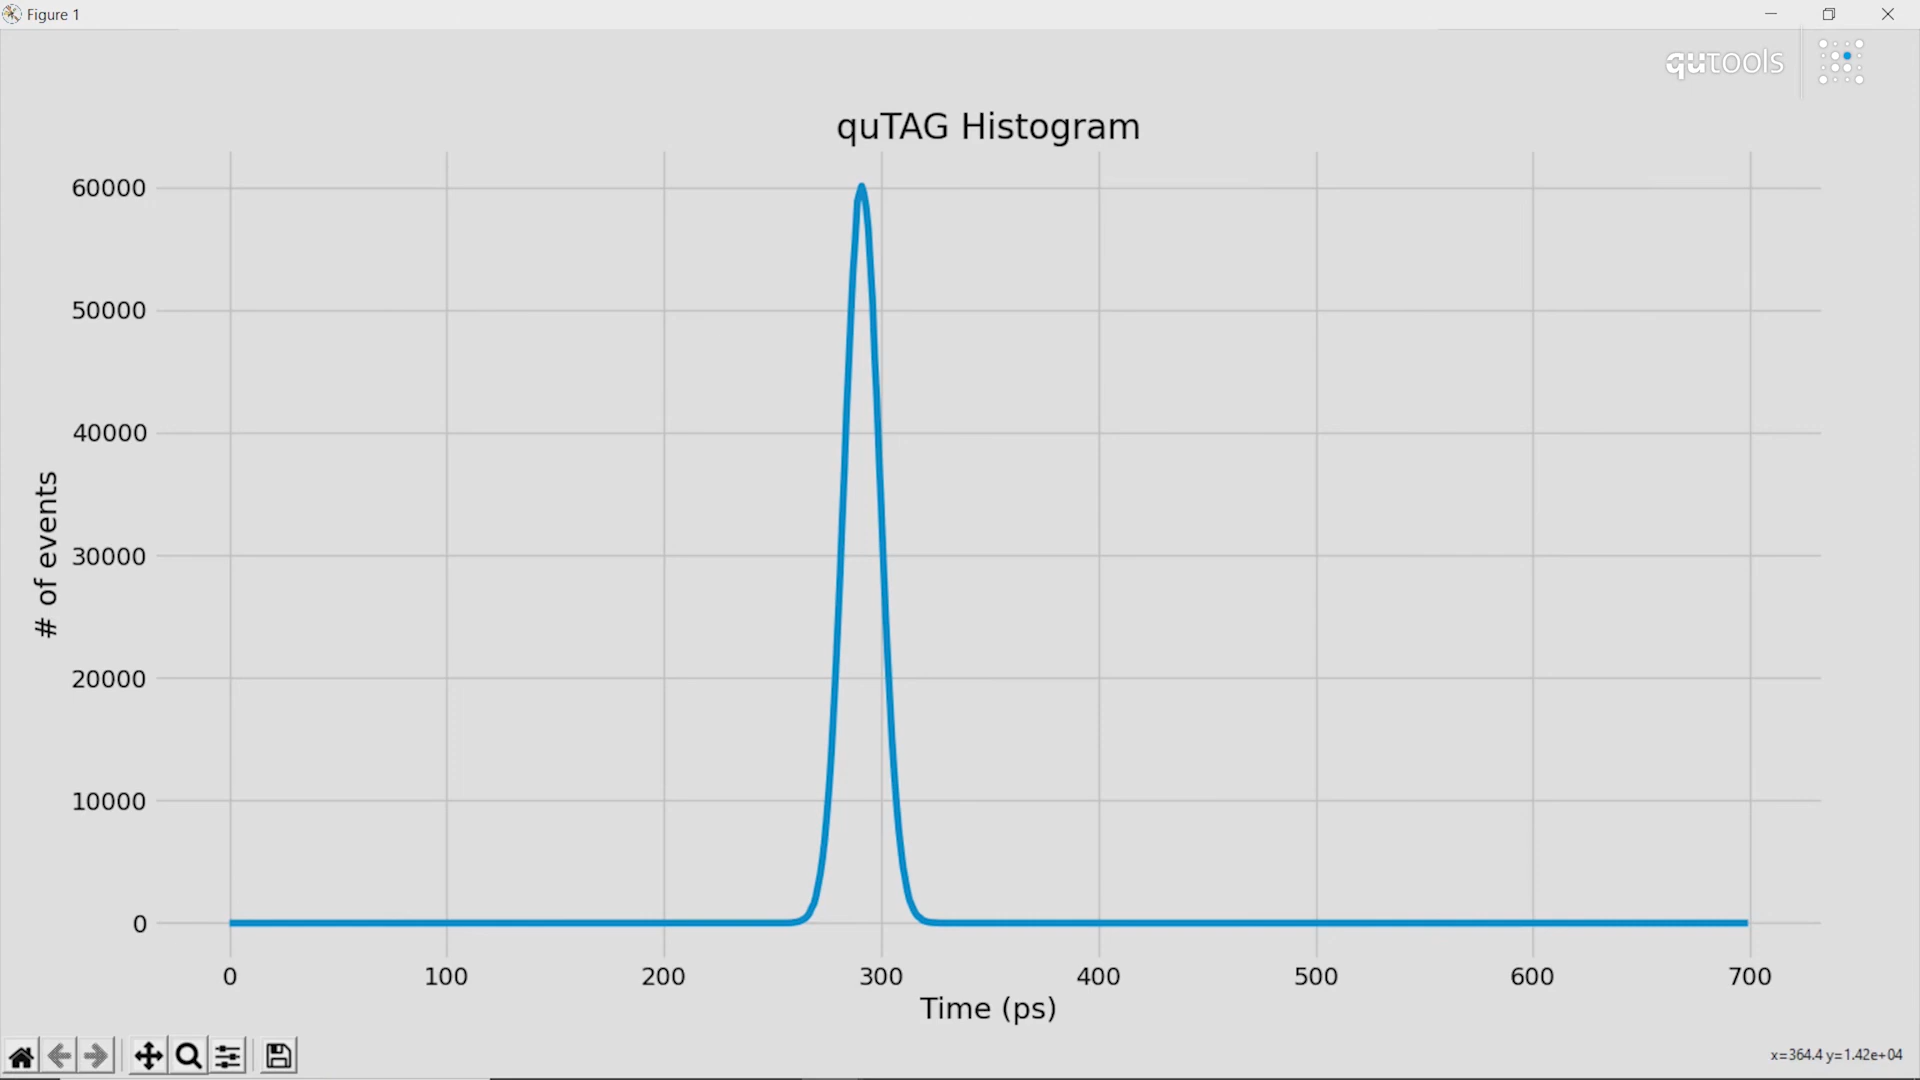 Figure 1
qutools
quTAG Histogram
60000
50000
40000
30000
20000
10000
0
# of events
0 100 200 300 400 500 600 700
Time (ps)
x=364.4 y=1.42e+04